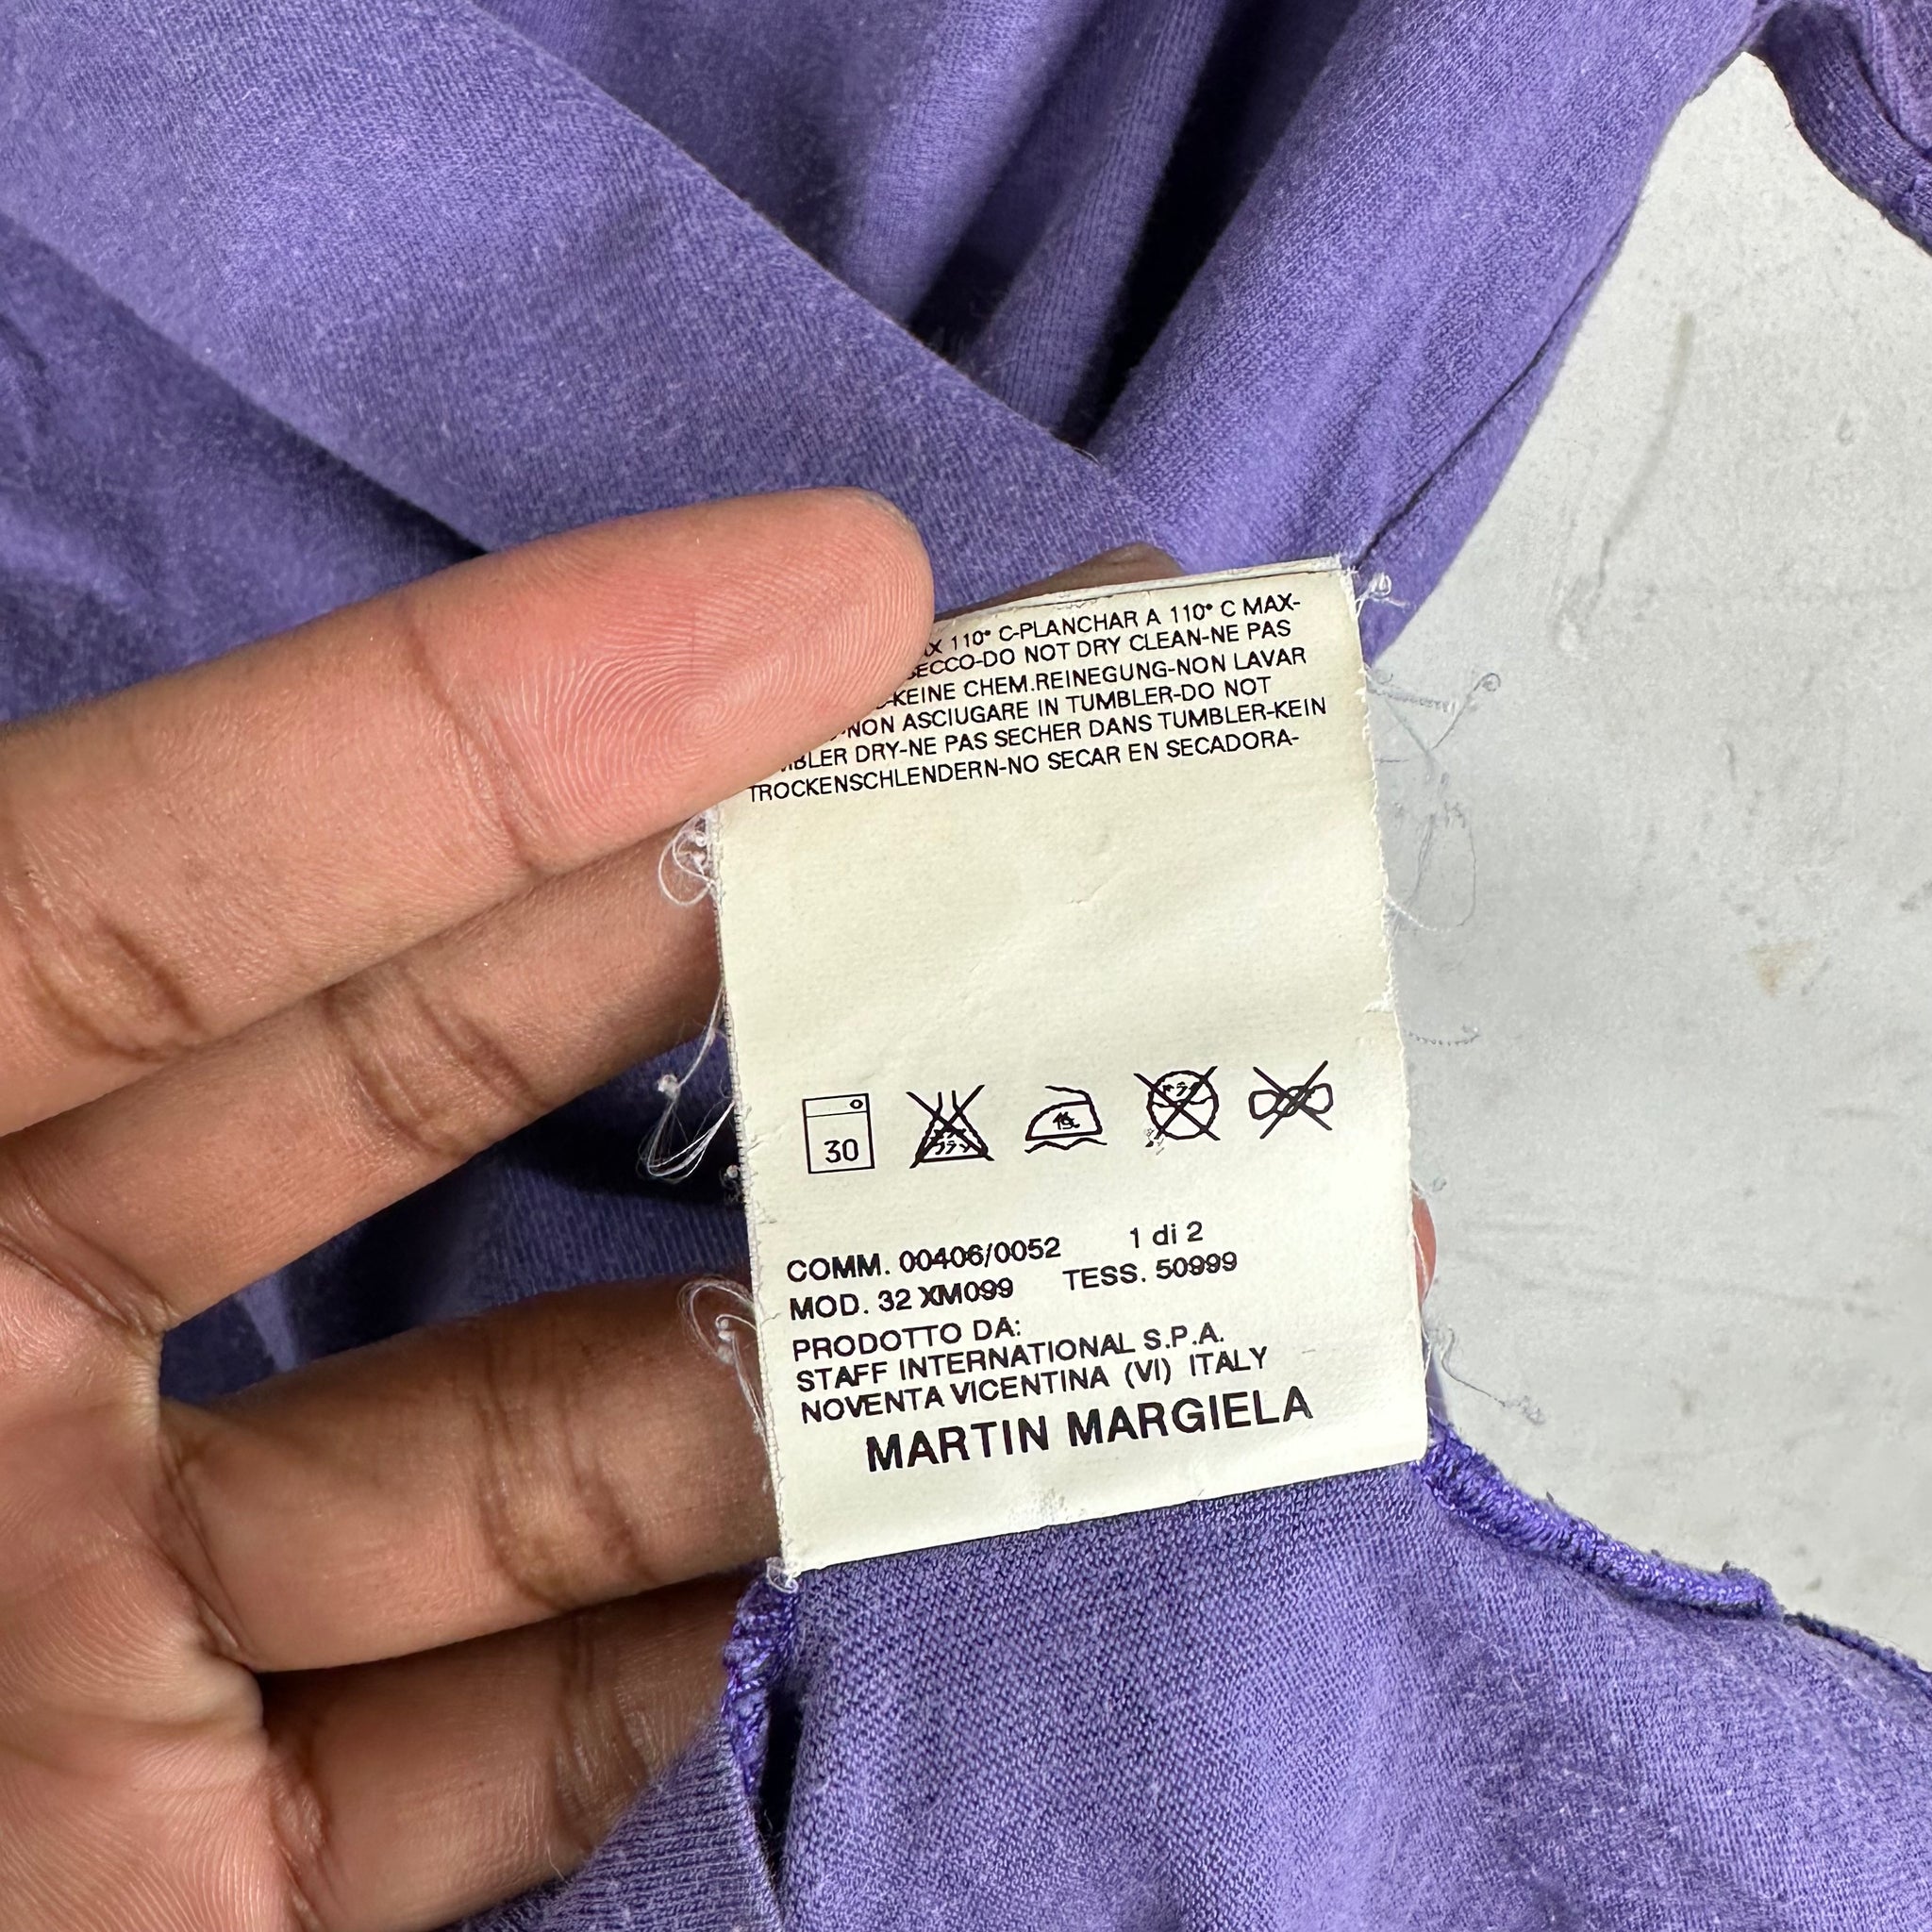 110° C-PLANCHAR A 110° C MAX-
SECCO-DO NOT DRY CLEAN-NE PAS
-KEINE CHEM.REINEGUNG-NON LAVAR
-NON ASCIUGARE IN TUMBLER-DO NOT
DRY-NE PAS SECHER DANS TUMBLER-KEIN
TROCKENSCHLENDERN-NO SECAR EN SECADORA-
30 低
COMM. 00406/0052 1 di 2
MOD. 32 XM099 TESS. 50999
PRODOTTO DA:
STAFF INTERNATIONAL S.P.A.
NOVENTA VICENTINA (VI) ITALY
MARTIN MARGIELA